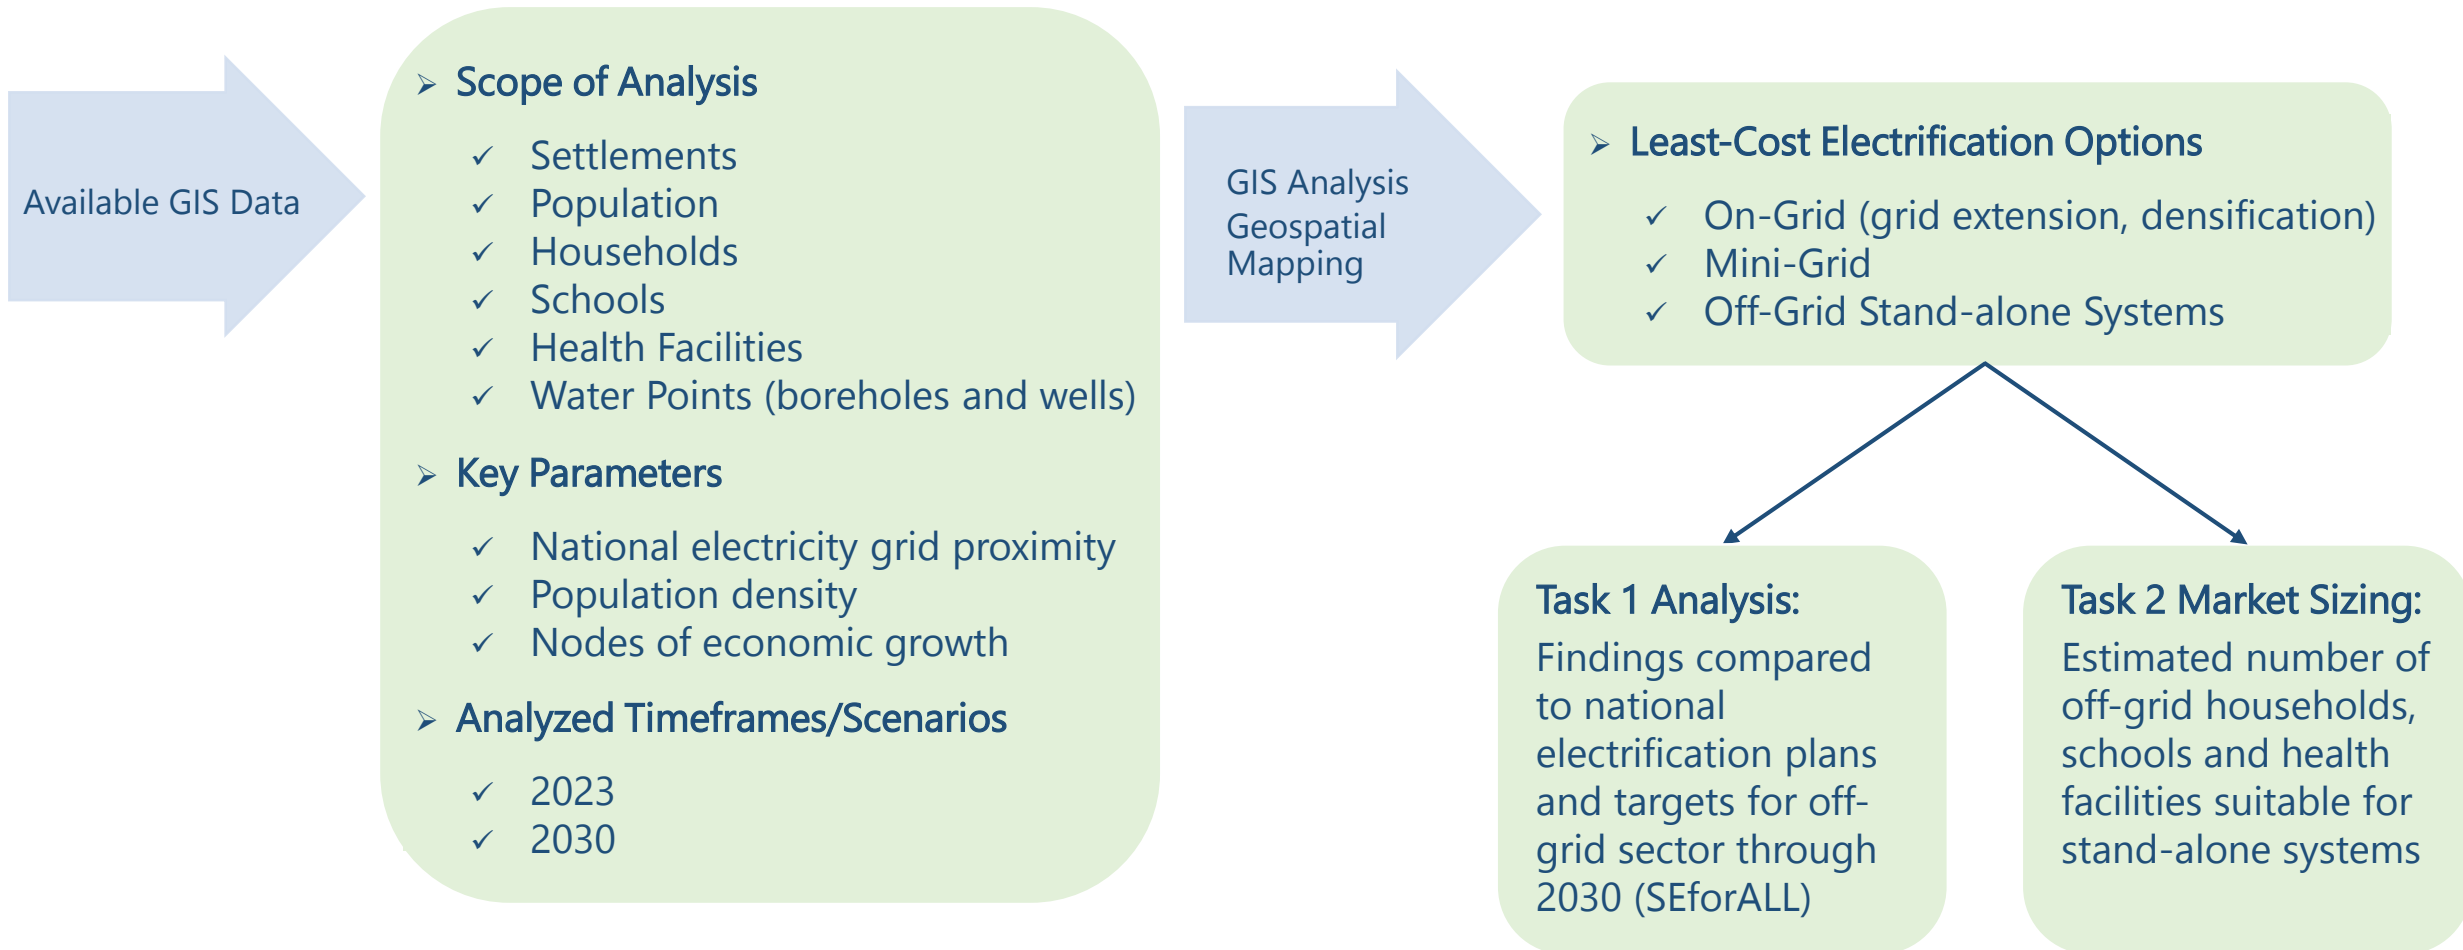 Available GIS Data
Scope of Analysis
Settlements
Population
Households
Schools
Health Facilities
Water Points (boreholes and wells)
Key Parameters
National electricity grid proximity
Population density
Nodes of economic growth
Analyzed Timeframes/Scenarios
2023
2030
GIS Analysis
Geospatial
Mapping
Least-Cost Electrification Options
On-Grid (grid extension, densification)
Mini-Grid
Off-Grid Stand-alone Systems
Task 1 Analysis:
Findings compared
to national
electrification plans
and targets for off-
grid sector through
2030 (SEforALL)
Task 2 Market Sizing:
Estimated number of
off-grid households,
schools and health
facilities suitable for
stand-alone systems